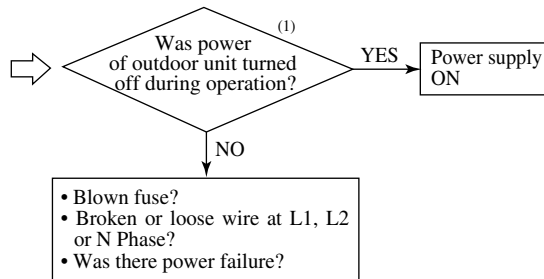 (1)
Was power
of outdoor unit turned
off during operation?
YES
Power supply
ON
NO
• Blown fuse?
• Broken or loose wire at L1, L2
or N Phase?
• Was there power failure?